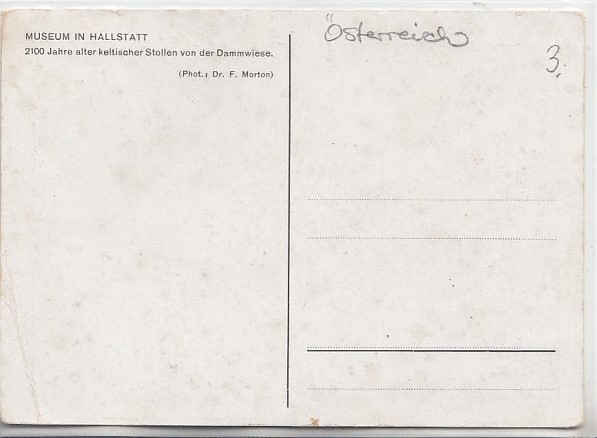 MUSEUM IN HALLSTATT
2100 Jahre alter keltischer Stollen von der Dammwiese.
(Phot.: Dr. F. Morton)
Österreich
3.